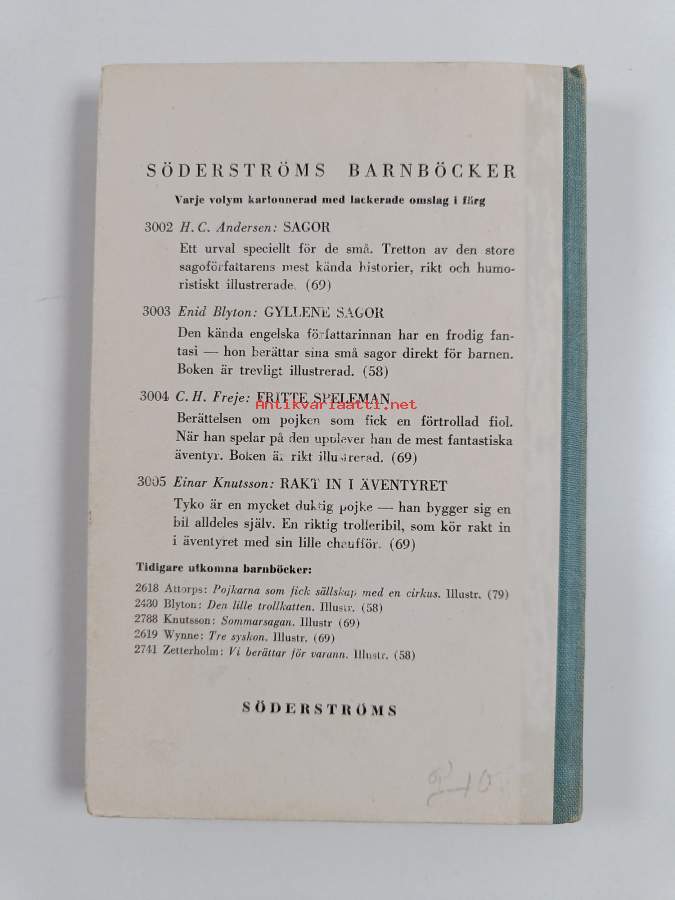 SÖDERSTRÖMS BARNBÖCKER
Varje volym kartonnerad med lackerade omslag i färg
3002 H. C. Andersen: SAGOR
Ett urval speciellt för de små. Tretton av den store
sagoförfattarens mest kända historier, rikt och humo-
ristiskt illustrerade. (69)
3003 Enid Blyton: GYLLENE SAGOR
Den kända engelska författarinnan har en frodig fan-
tasi — hon berättar sina små sagor direkt för barnen.
Boken är trevligt illustrerad. (58)
3004 C. H. Freje: FRITTE SPELEMAN
Antikvariaatti.net
Berättelsen om pojken som fick en förtrollad fiol.
När han spelar på den upplever han de mest fantastiska
äventyr. Boken är rikt illustrerad. (69)
3005 Einar Knutsson: RAKT IN I ÄVENTYRET
Tyko är en mycket duktig pojke — han bygger sig en
bil alldeles själv. En riktig trolleribil, som kör rakt in
i äventyret med sin lille chaufför. (69)
Tidigare utkomna barnböcker:
2618 Attorps: Pojkarna som fick sällskap med en cirkus. Illustr. (79)
2430 Blyton: Den lille trollkatten. Illustr. (58)
2788 Knutsson: Sommarsagan. Illustr (69)
2619 Wynne: Tre syskon. Illustr. (69)
2741 Zetterholm: Vi berättar för varann. Illustr. (58)
SÖDERSTRÖMS